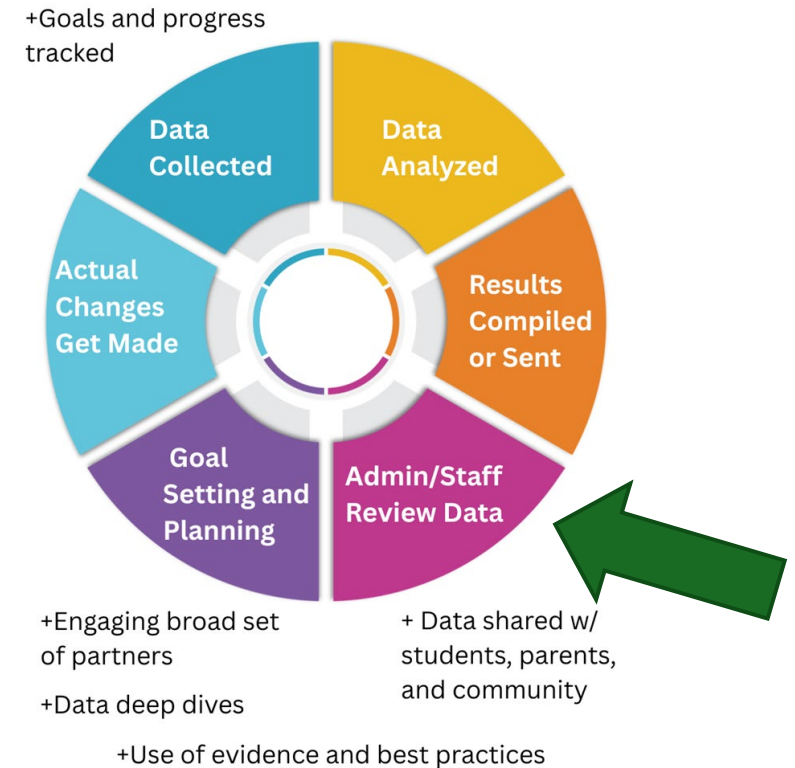 +Goals and progress
tracked
Data
Collected
Data
Analyzed
Actual
Changes
Get Made
Results
Compiled
or Sent
Goal
Setting and
Planning
Admin/Staff
Review Data
+Engaging broad set
of partners
+Data deep dives
+ Data shared w/
students, parents,
and community
+Use of evidence and best practices